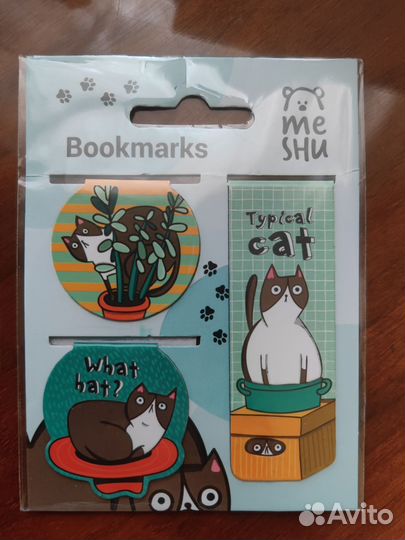 Bookmarks
me
SHU
Typical
cat
What
hat?
Avito